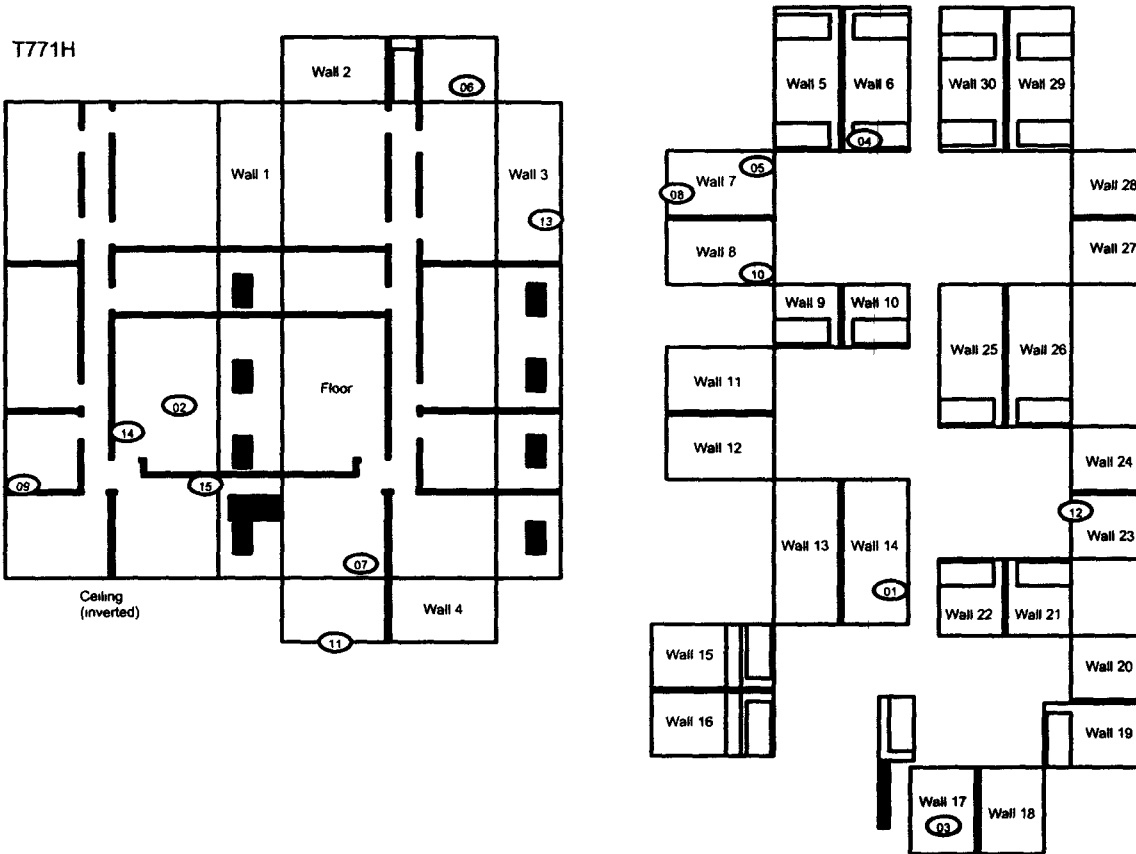 T771H
Wall 2
06
Wall 1
Wall 3
13
Floor
02
14
09
15
07
Ceiling
(inverted)
Wall 4
11
Wall 5
Wall 6
Wall 30
Wall 29
04
Wall 7
05
08
Wall 28
Wall 8
10
Wall 27
Wall 9
Wall 10
Wall 11
Wall 25
Wall 26
Wall 12
Wall 24
12
Wall 23
Wall 13
Wall 14
01
Wall 22
Wall 21
Wall 15
Wall 20
Wall 16
Wall 19
Wall 17
03
Wall 18